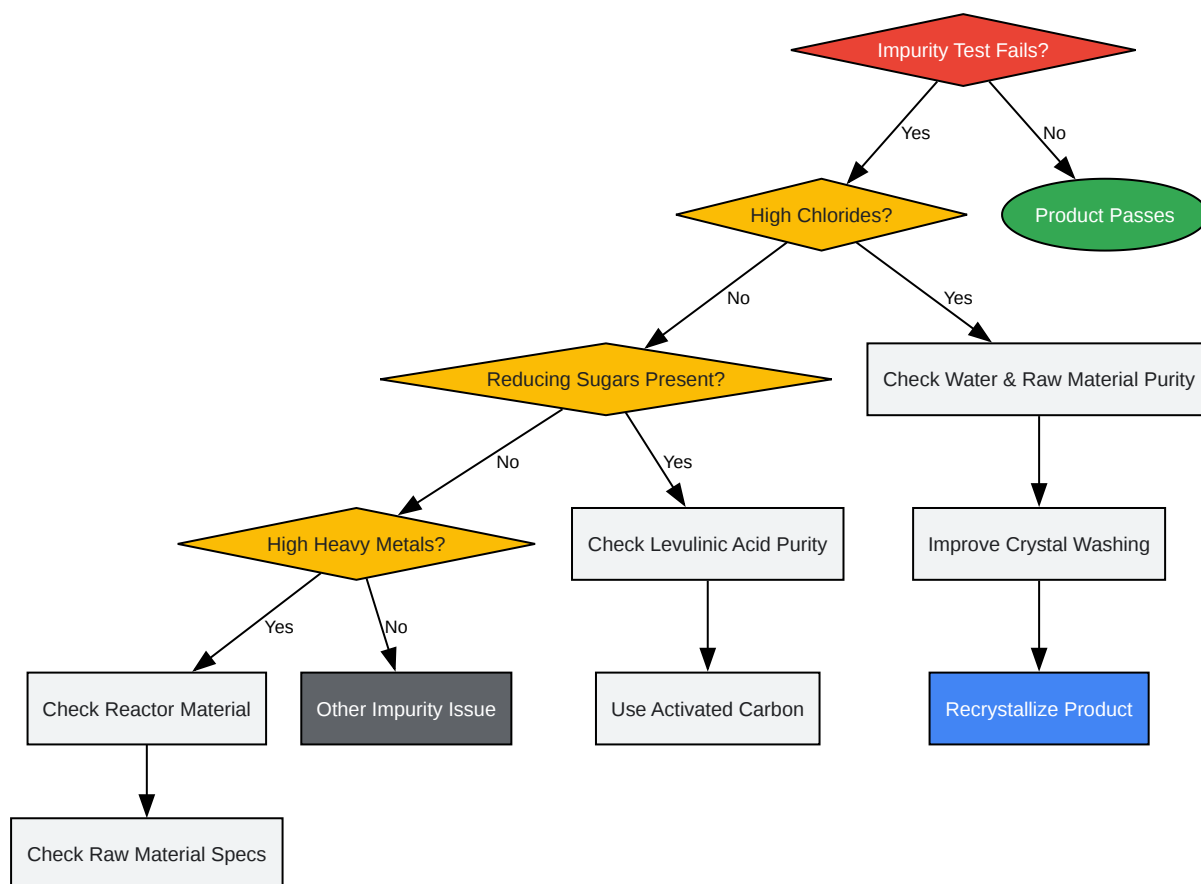 Impurity Test Fails?
Yes
No
High Chlorides?
Product Passes
No
Yes
Reducing Sugars Present?
Check Water & Raw Material Purity
No
Yes
High Heavy Metals?
Check Levulinic Acid Purity
Improve Crystal Washing
Yes
No
Check Reactor Material
Other Impurity Issue
Use Activated Carbon
Recrystallize Product
Check Raw Material Specs